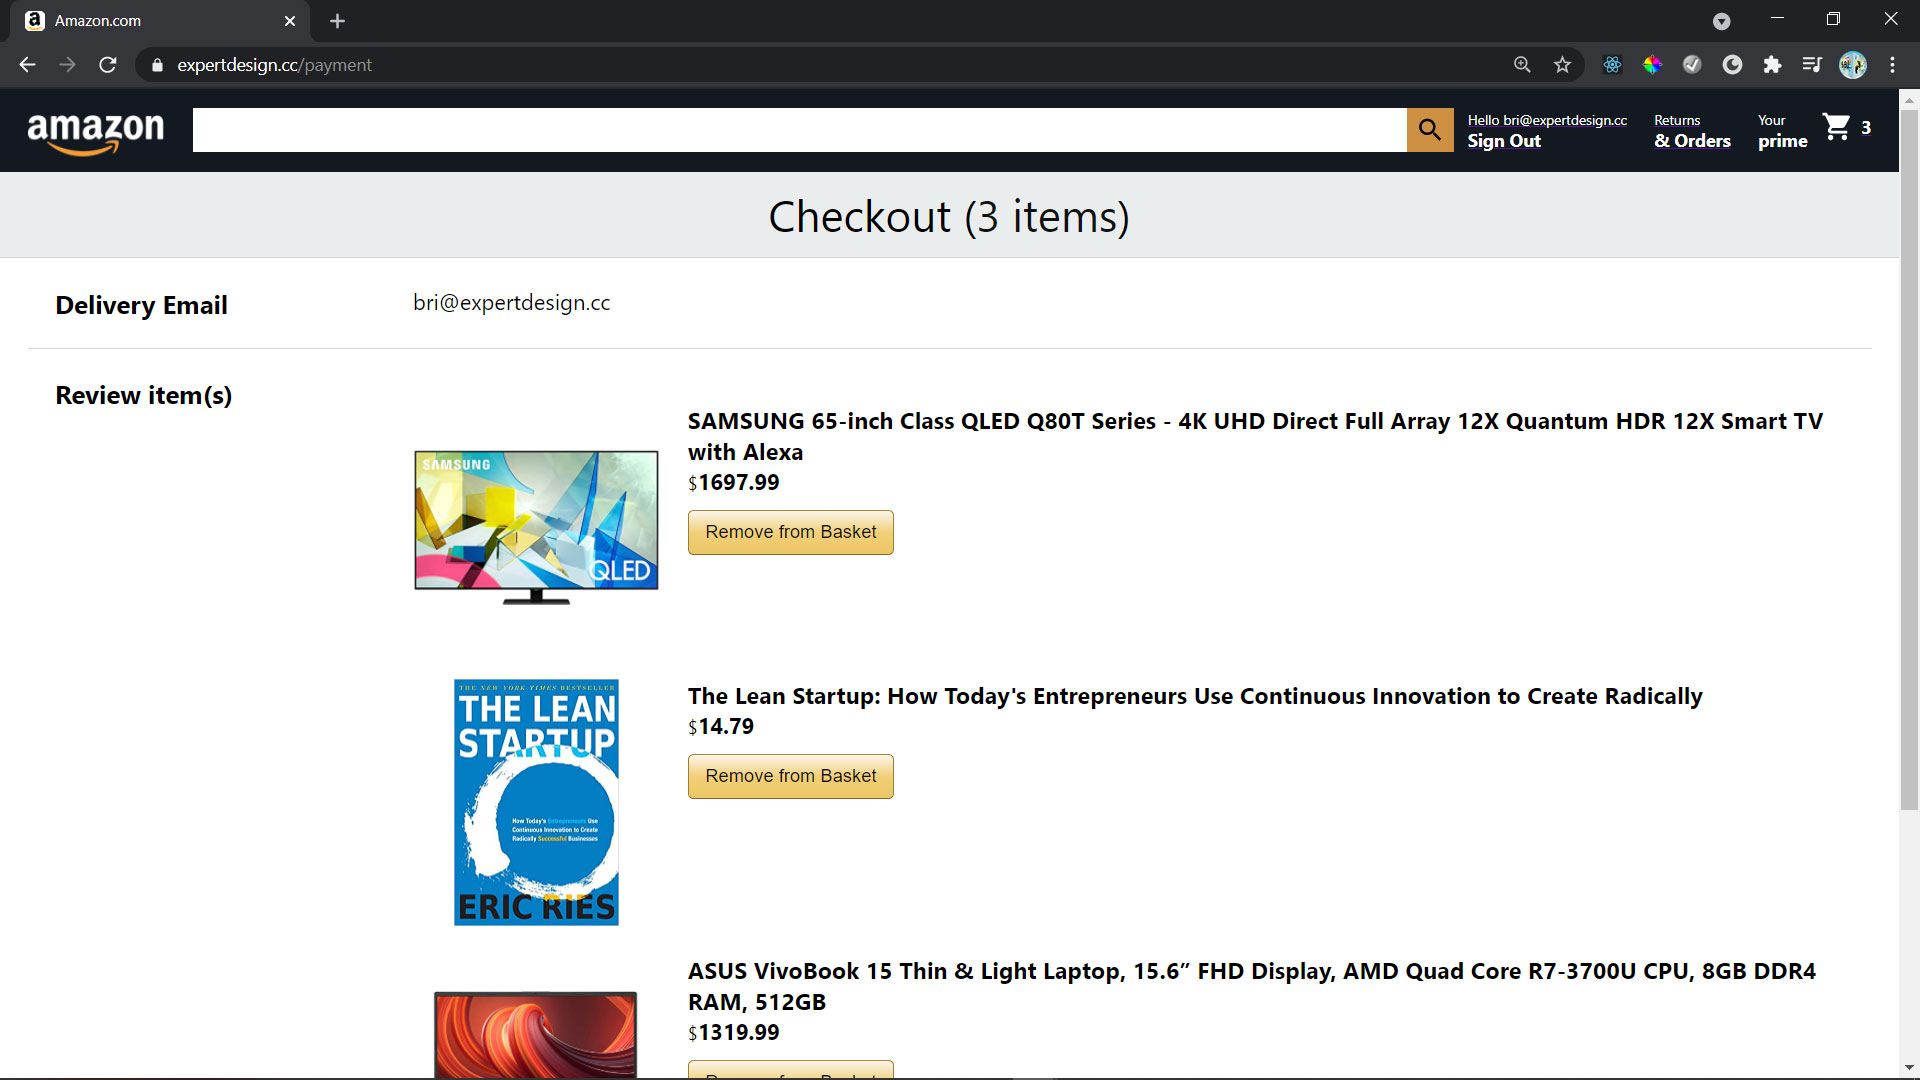 Amazon.com
expertdesign.cc/payment
amazon
Hello bri@expertdesign.cc
Sign Out
Returns
& Orders
Your
prime
3
Checkout (3 items)
Delivery Email
bri@expertdesign.cc
Review item(s)
SAMSUNG
QLED
SAMSUNG 65-inch Class QLED Q80T Series - 4K UHD Direct Full Array 12X Quantum HDR 12X Smart TV
with Alexa
$1697.99
Remove from Basket
THE NEW YORK TIMES BESTSELLER
THE LEAN
STARTUP
How Today's Entrepreneurs Use
Continuous Innovation to Create
Radically Successful Businesses
ERIC RIES
The Lean Startup: How Today's Entrepreneurs Use Continuous Innovation to Create Radically
$14.79
Remove from Basket
ASUS VivoBook 15 Thin & Light Laptop, 15.6” FHD Display, AMD Quad Core R7-3700U CPU, 8GB DDR4
RAM, 512GB
$1319.99